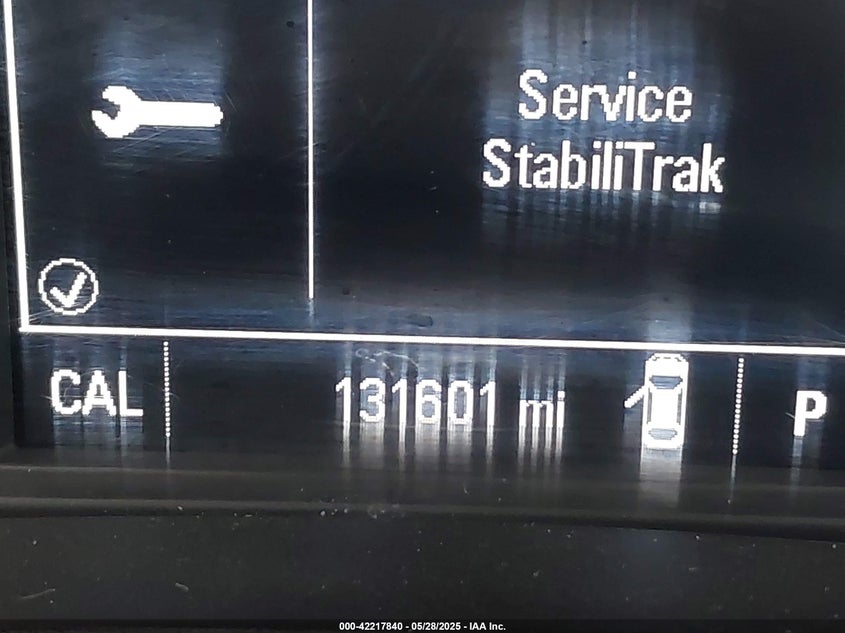 Service
StabiliTrak
CAL 131601 mi P
000-42217840 - 05/28/2025 - IAA Inc.